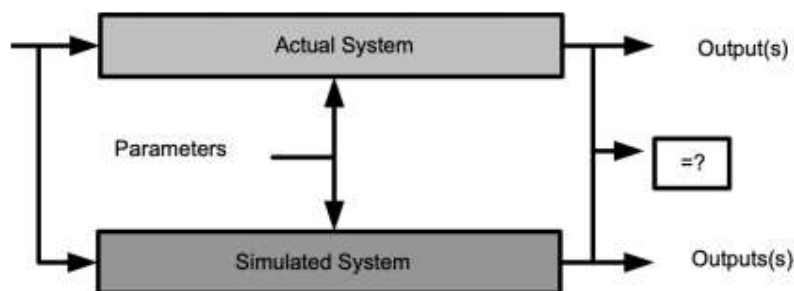 Actual System
Output(s)
Parameters
=?
Simulated System
Outputs(s)